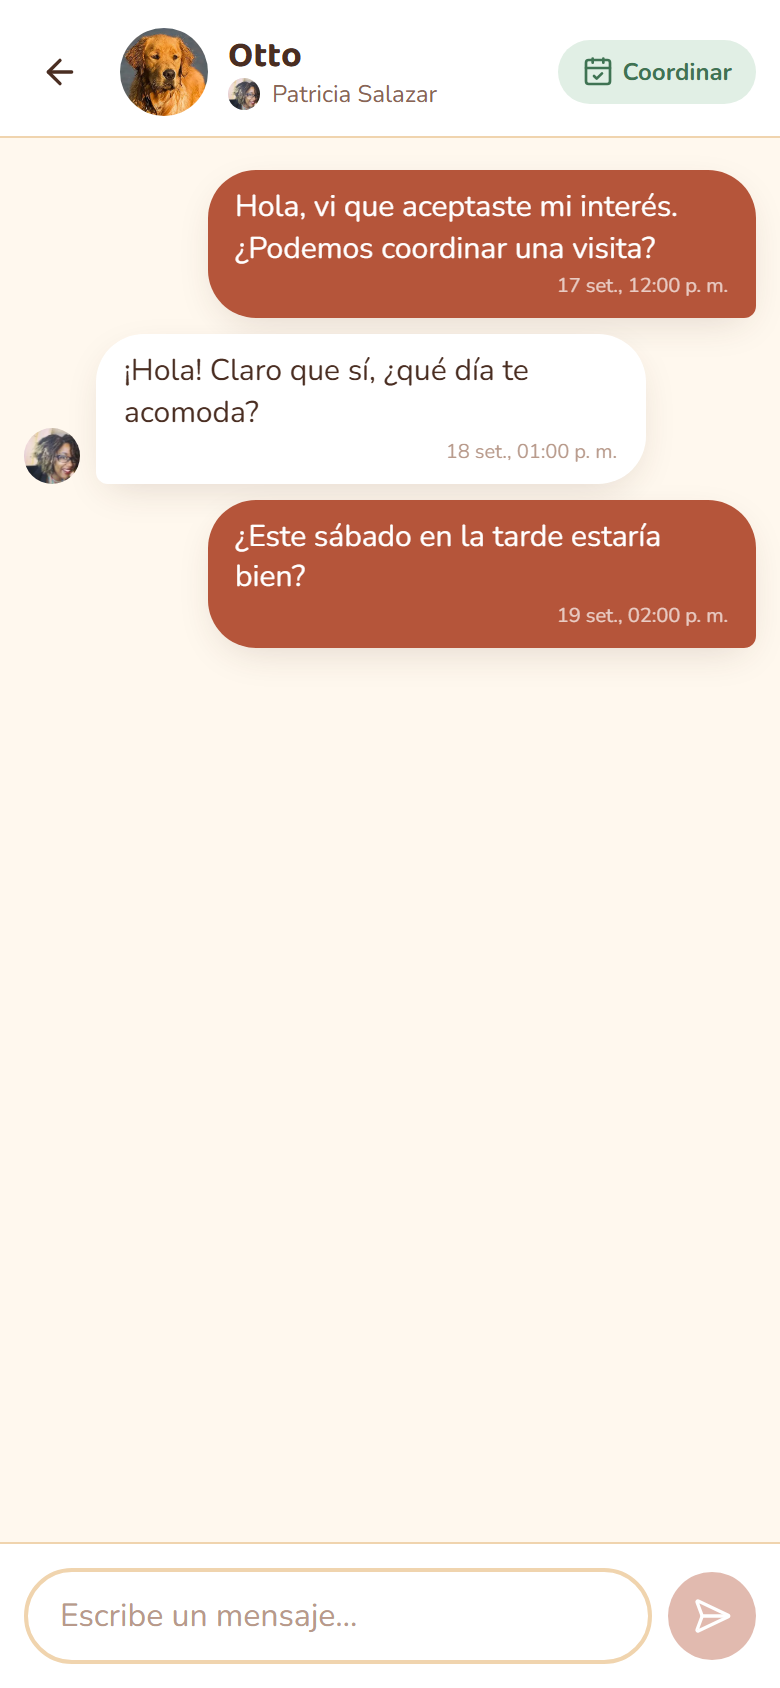 Otto
Patricia Salazar
Coordinar
Hola, vi que aceptaste mi interés.
¿Podemos coordinar una visita?
17 set., 12:00 p. m.
¡Hola! Claro que sí, ¿qué día te
acomoda?
18 set., 01:00 p. m.
¿Este sábado en la tarde estaría
bien?
19 set., 02:00 p. m.
Escribe un mensaje...